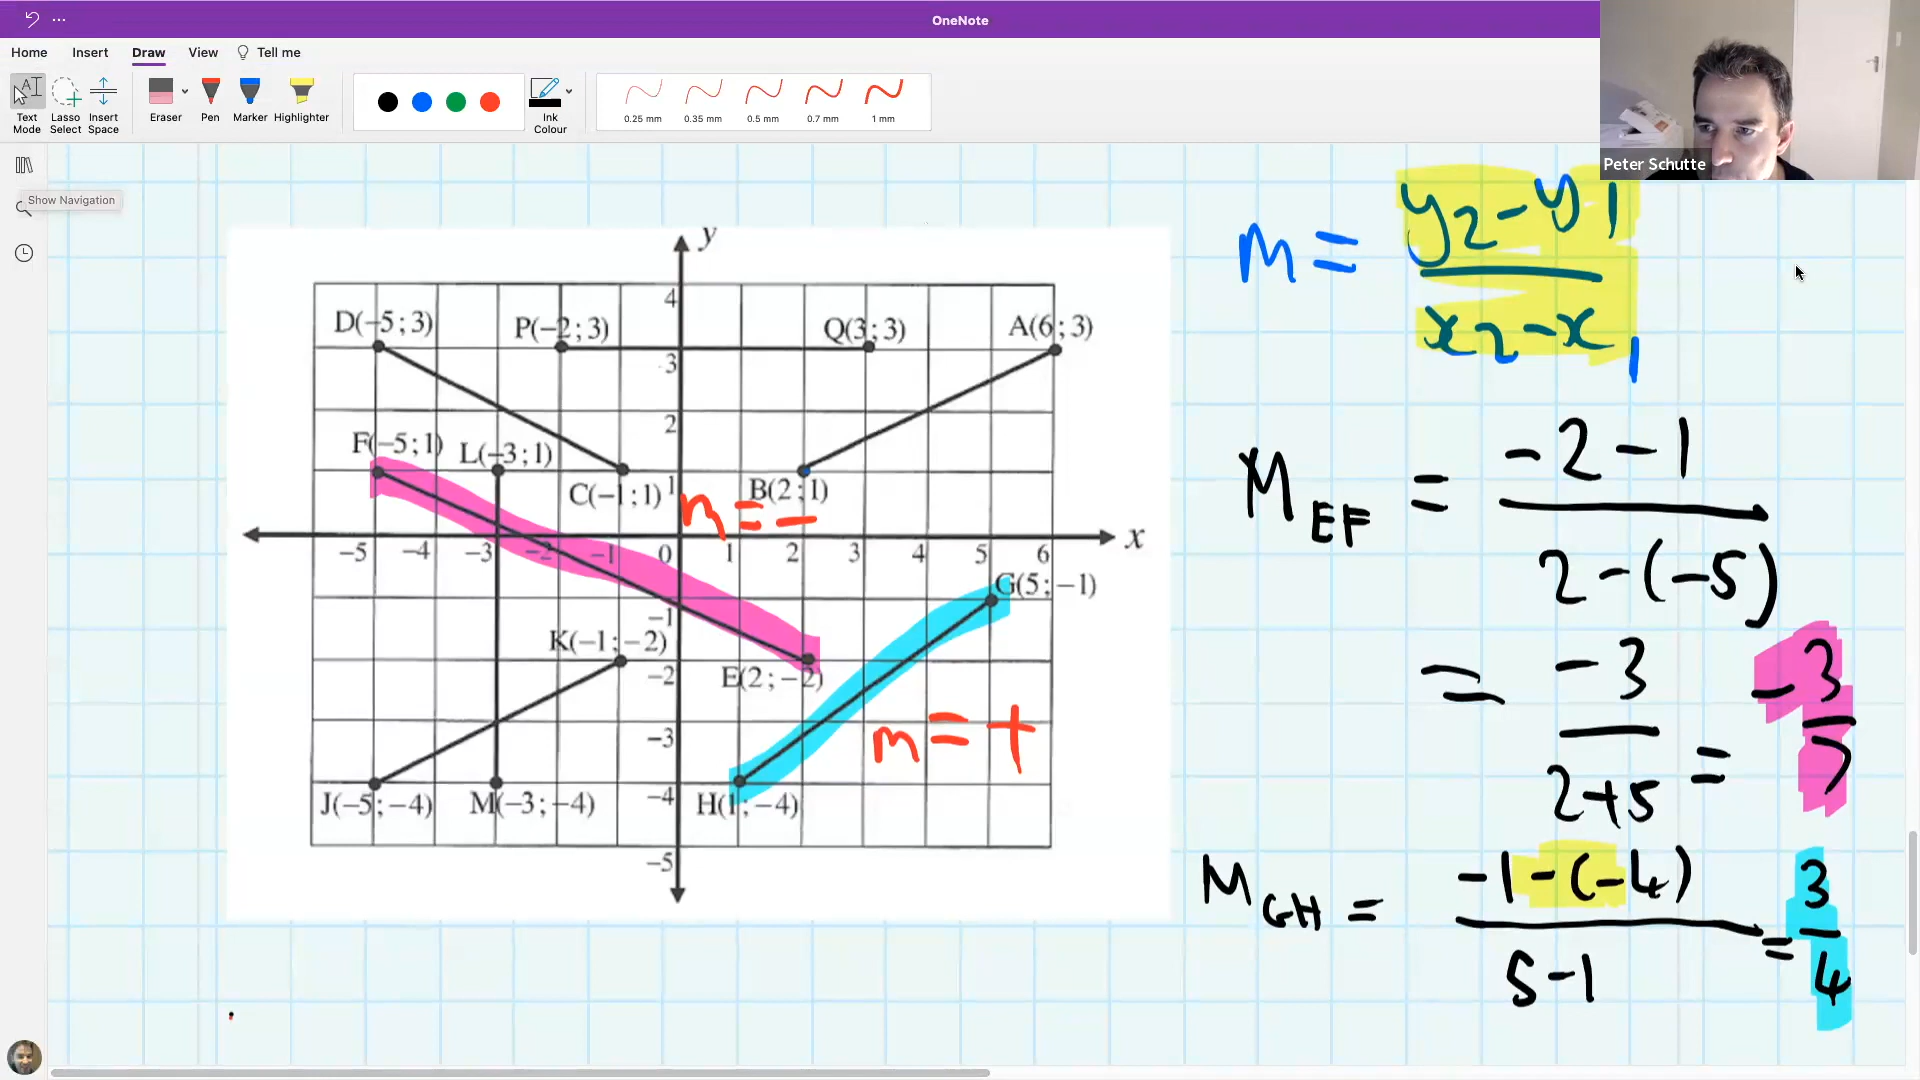 OneNote
Home Insert Draw View Tell me
Text Mode
Lasso Select
Insert Space
Eraser
Pen
Marker
Highlighter
Ink Colour
0.25 mm 0.35 mm 0.5 mm 0.7 mm 1 mm
Peter Schutte
Show Navigation
y
4
D(−5 ; 3) P(−2 ; 3) Q(3 ; 3) A(6 ; 3)
3
2
F(−5 ; 1) L(−3 ; 1)
C(−1 ; 1) 1 B(2 ; 1)
m = −
x
−5 −4 −3 −2 −1 0 1 2 3 4 5 6
G(5 ; −1)
−1
K(−1 ; −2)
−2 E(2 ; −2)
−3
m = +
J(−5 ; −4) M(−3 ; −4) −4 H(1 ; −4)
−5
m = y2 − y1
x2 − x1
M EF = -2 - 1
2 - (-5)
= -3
2+5
= -3
7
M GH = -1 - (-4)
5 - 1
= 3
4